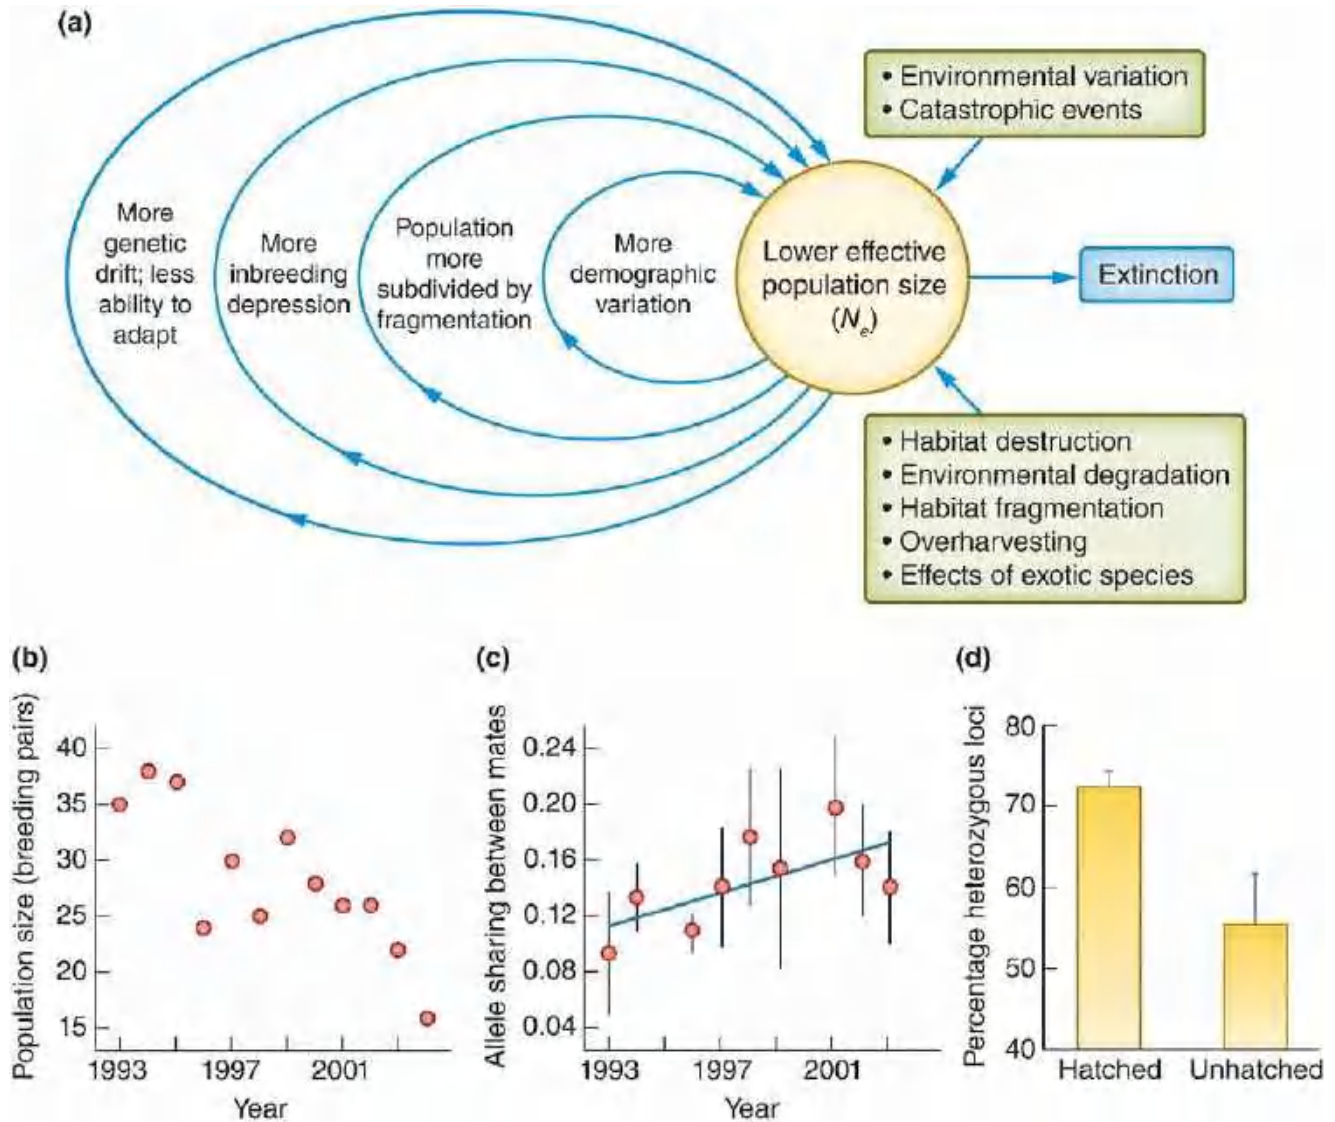 (a)
• Environmental variation
• Catastrophic events
More
genetic
drift; less
ability to
adapt
More
inbreeding
depression
Population
more
subdivided by
fragmentation
More
demographic
variation
Lower effective
population size
(Ne)
Extinction
• Habitat destruction
• Environmental degradation
• Habitat fragmentation
• Overharvesting
• Effects of exotic species
(b)
Population size (breeding pairs)
40
35
30
25
20
15
1993
1997
2001
Year
(c)
Allele sharing between mates
0.24
0.20
0.16
0.12
0.08
0.04
1993
1997
2001
Year
(d)
Percentage heterozygous loci
80
70
60
50
40
Hatched
Unhatched